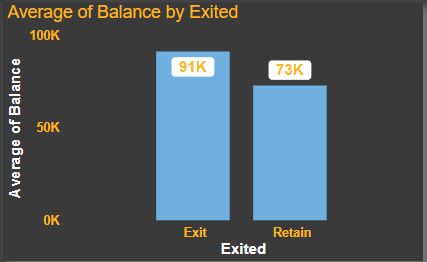 Average of Balance by Exited
100K
50K
0K
Average of Balance
91K
73K
Exit
Retain
Exited